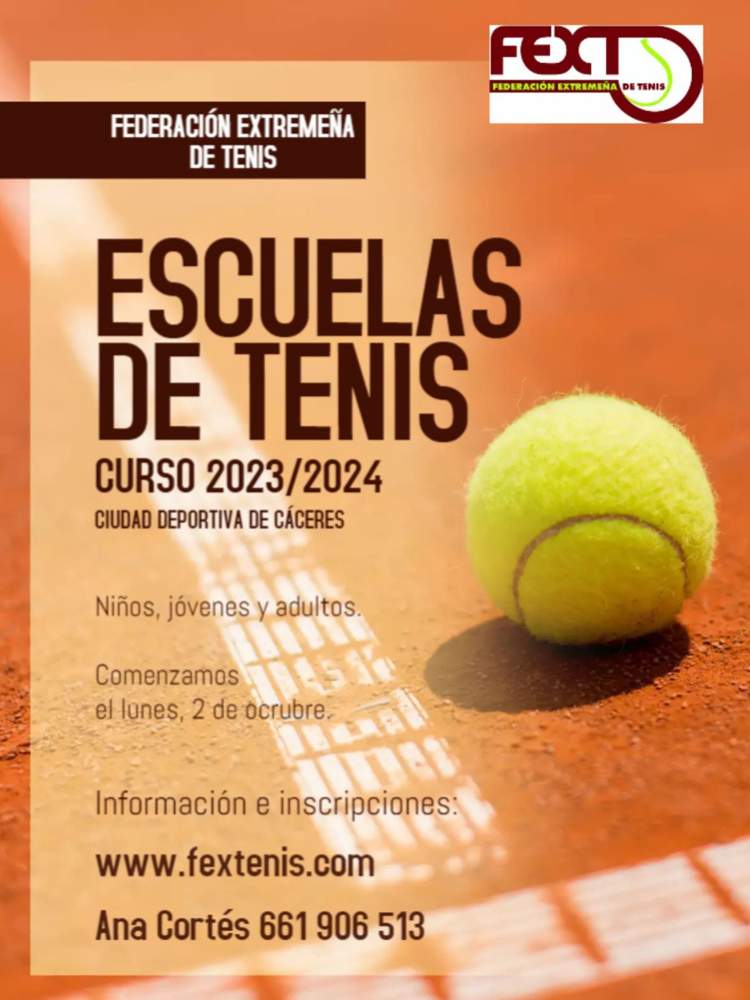 FEXT
FEDERACIÓN EXTREMEÑA DE TENIS
FEDERACIÓN EXTREMEÑA
DE TENIS
ESCUELAS
DE TENIS
CURSO 2023/2024
CIUDAD DEPORTIVA DE CÁCERES
Niños, jóvenes y adultos.
Comenzamos
el lunes, 2 de ocrubre.
Información e inscripciones:
www.fextenis.com
Ana Cortés 661 906 513